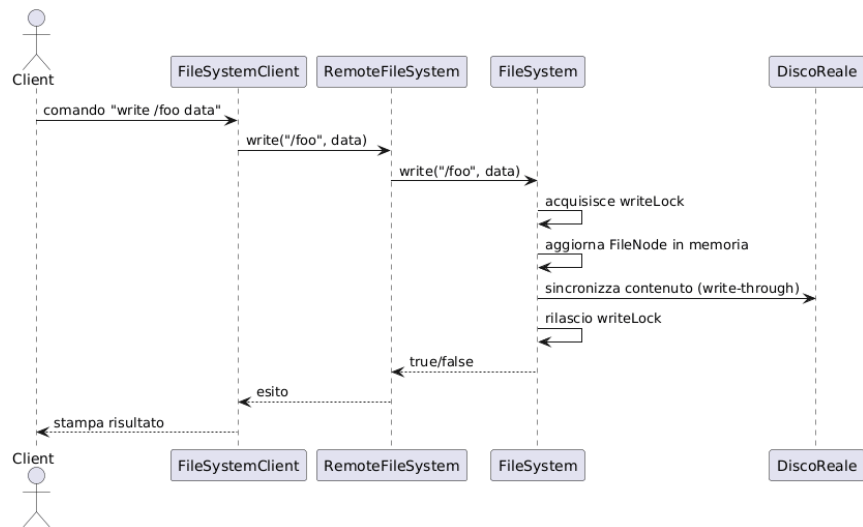 Client
FileSystemClient
RemoteFileSystem
FileSystem
DiscoReale
comando "write /foo data"
write("/foo", data)
write("/foo", data)
acquisisce writeLock
aggiorna FileNode in memoria
sincronizza contenuto (write-through)
rilascio writeLock
true/false
esito
stampa risultato
Client
FileSystemClient
RemoteFileSystem
FileSystem
DiscoReale